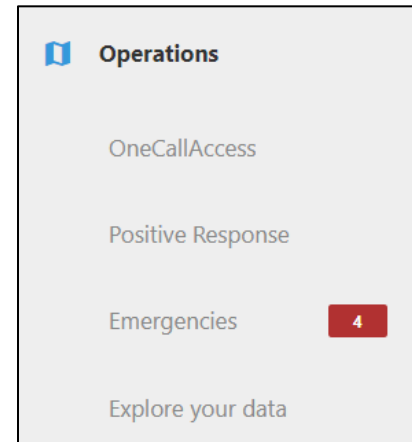 Operations
OneCallAccess
Positive Response
Emergencies 4
Explore your data